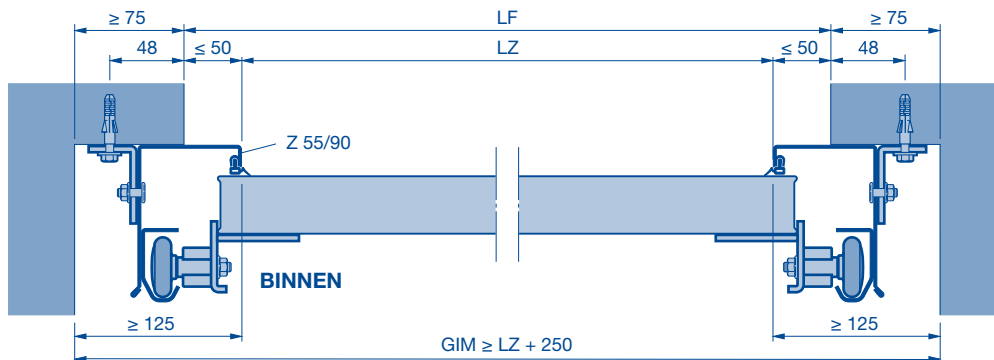 ≥ 75 LF ≥ 75
48 ≤ 50 LZ ≤ 50 48
Z 55/90
BINNEN
≥ 125 ≥ 125
GIM ≥ LZ + 250